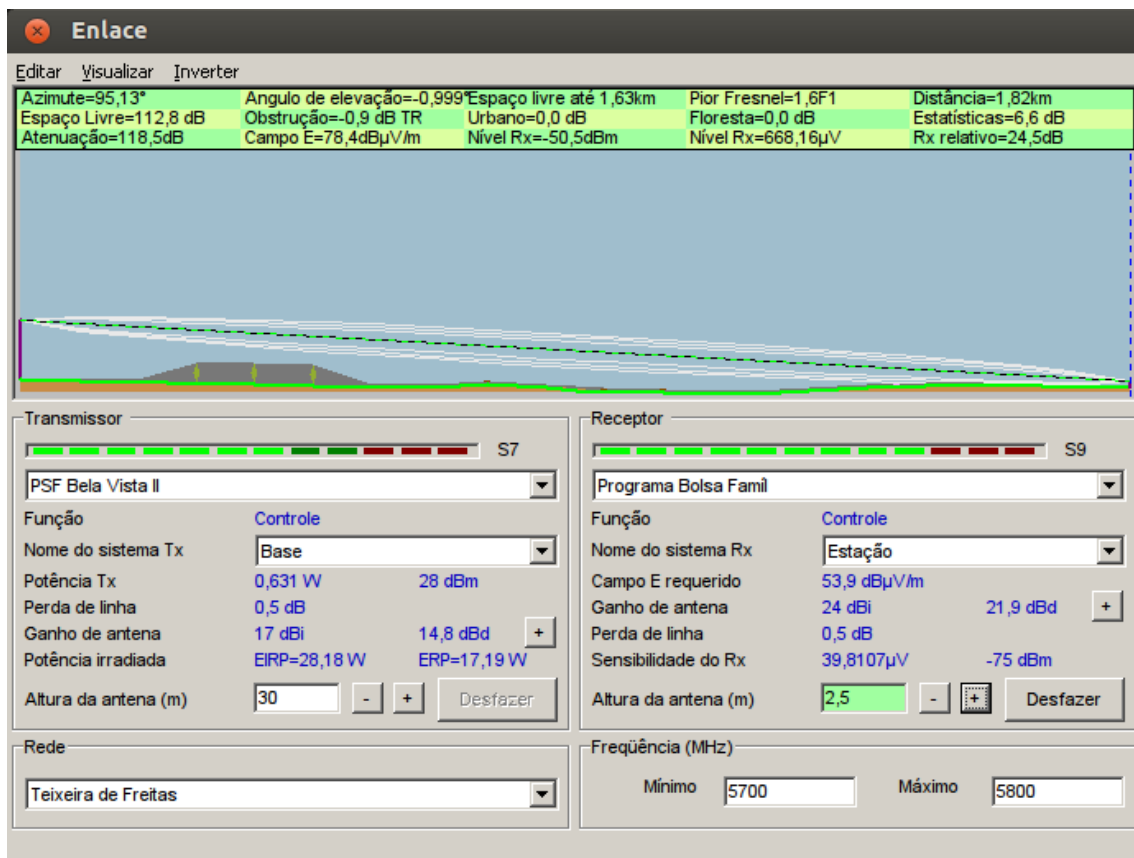 Enlace
Editar Visualizar Inverter
Azimute=95,13° Angulo de elevação=-0,999° Espaço livre até 1,63km Pior Fresnel=1,6F1 Distância=1,82km
Espaço Livre=112,8 dB Obstrução=-0,9 dB TR Urbano=0,0 dB Floresta=0,0 dB Estatísticas=6,6 dB
Atenuação=118,5dB Campo E=78,4dBµV/m Nível Rx=-50,5dBm Nível Rx=668,16µV Rx relativo=24,5dB
Transmissor
S7
PSF Bela Vista II
Função Controle
Nome do sistema Tx Base
Potência Tx 0,631 W 28 dBm
Perda de linha 0,5 dB
Ganho de antena 17 dBi 14,8 dBd +
Potência irradiada EIRP=28,18 W ERP=17,19 W
Altura da antena (m) 30 - + Desfazer
Rede
Teixeira de Freitas
Receptor
S9
Programa Bolsa Famíl
Função Controle
Nome do sistema Rx Estação
Campo E requerido 53,9 dBµV/m
Ganho de antena 24 dBi 21,9 dBd +
Perda de linha 0,5 dB
Sensibilidade do Rx 39,8107µV -75 dBm
Altura da antena (m) 2,5 - + Desfazer
Freqüência (MHz)
Mínimo 5700 Máximo 5800